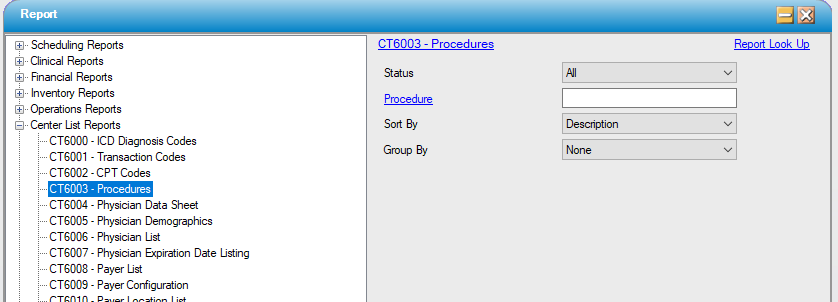 Report
Scheduling Reports
Clinical Reports
Financial Reports
Inventory Reports
Operations Reports
Center List Reports
CT6000 - ICD Diagnosis Codes
CT6001 - Transaction Codes
CT6002 - CPT Codes
CT6003 - Procedures
CT6004 - Physician Data Sheet
CT6005 - Physician Demographics
CT6006 - Physician List
CT6007 - Physician Expiration Date Listing
CT6008 - Payer List
CT6009 - Payer Configuration
CT6010 - Payer Location List
CT6003 - Procedures
Report Look Up
Status
All
Procedure
Sort By
Description
Group By
None